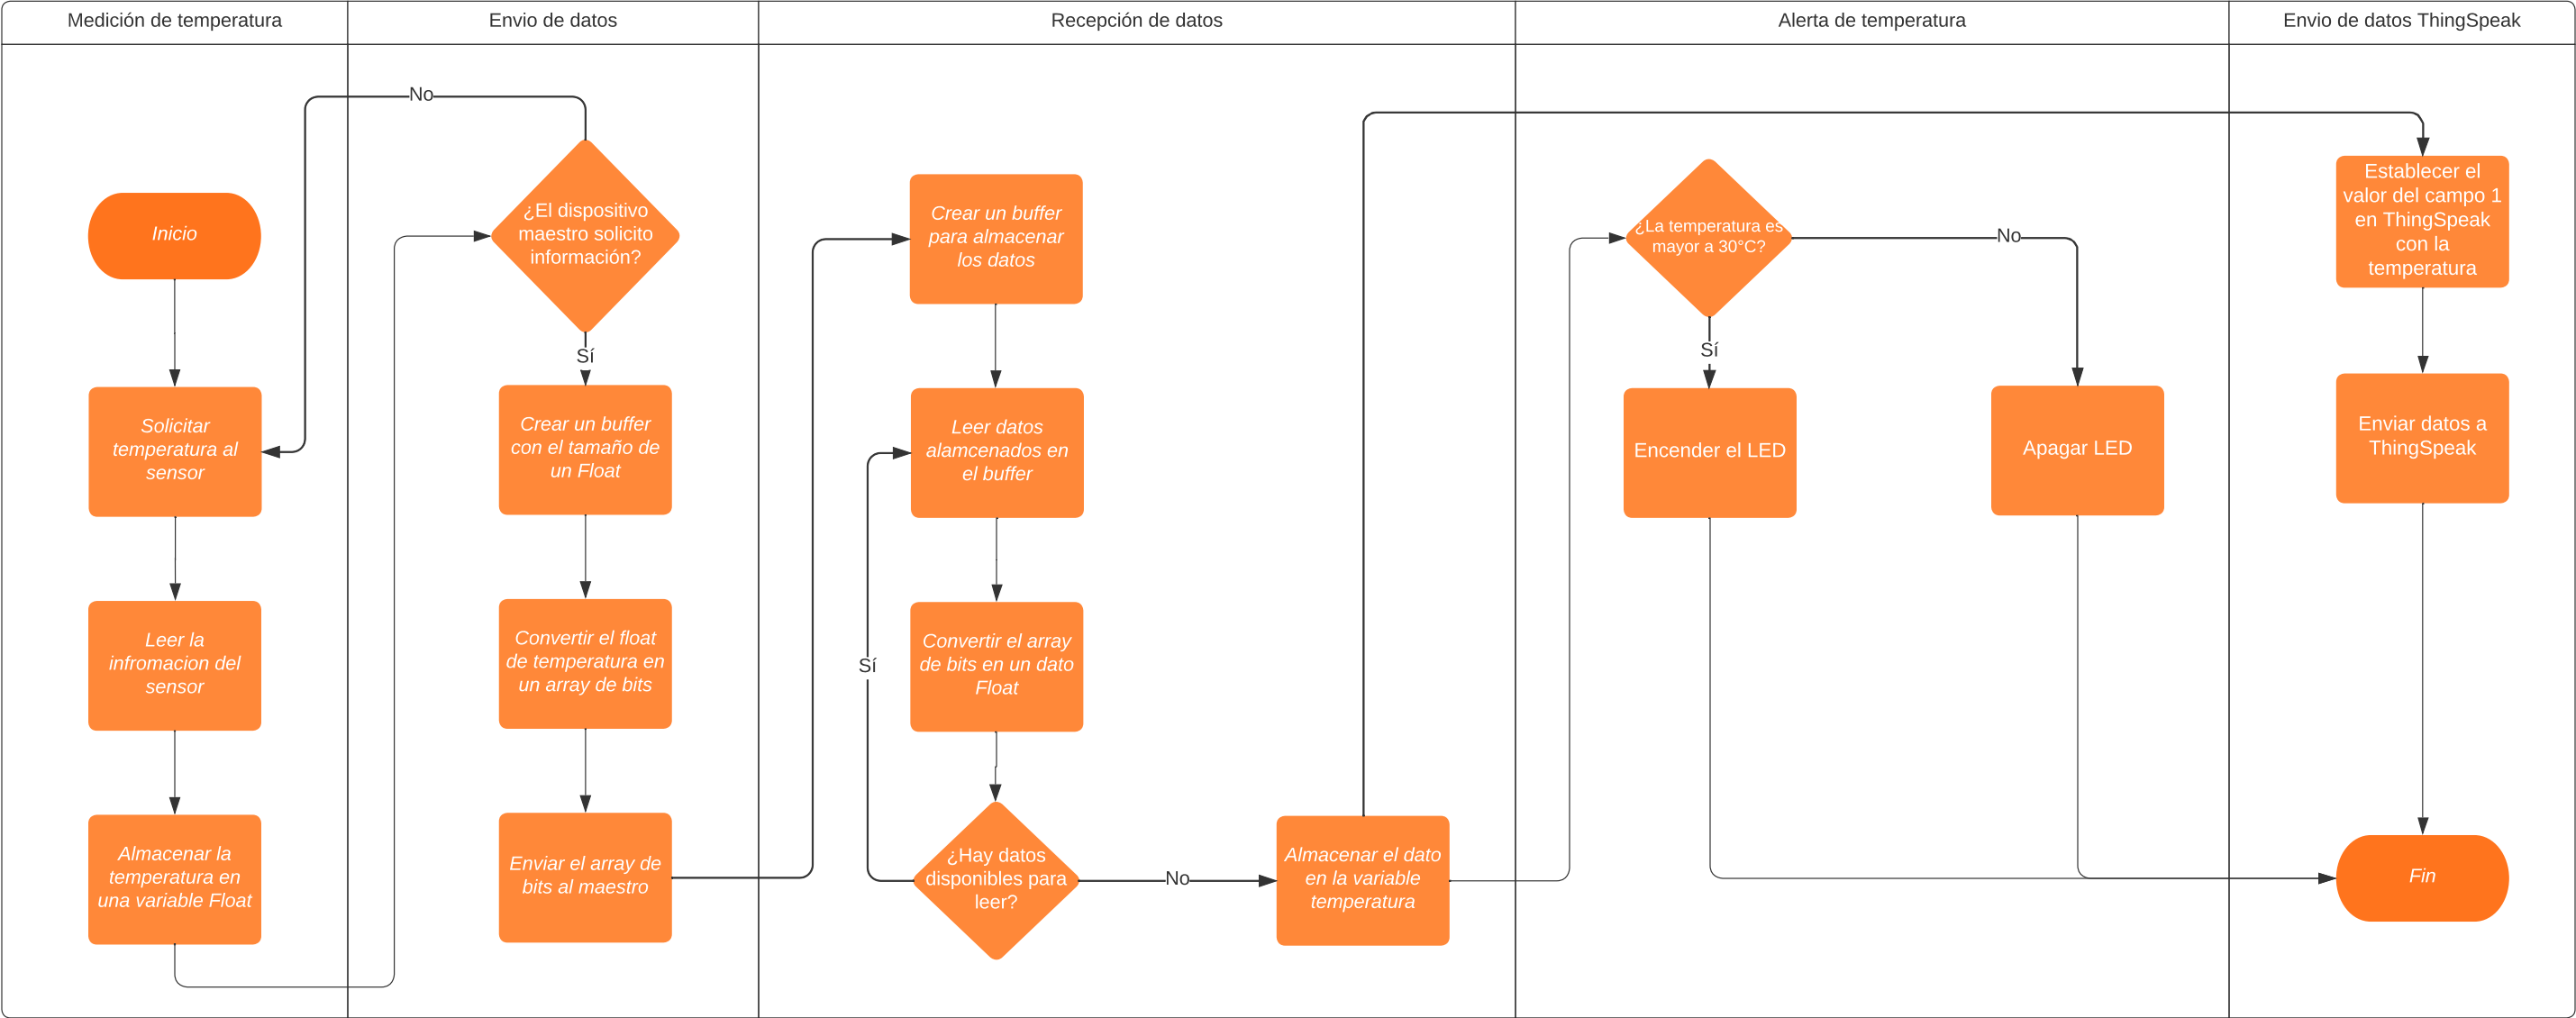 Medición de temperatura
Envio de datos
Recepción de datos
Alerta de temperatura
Envio de datos ThingSpeak
Inicio
Solicitar
temperatura al
sensor
Leer la
infromacion del
sensor
Almacenar la
temperatura en
una variable Float
No
¿El dispositivo
maestro solicito
información?
Sí
Crear un buffer
con el tamaño de
un Float
Convertir el float
de temperatura en
un array de bits
Enviar el array de
bits al maestro
Crear un buffer
para almacenar
los datos
Leer datos
alamcenados en
el buffer
Convertir el array
de bits en un dato
Float
Sí
¿Hay datos
disponibles para
leer?
No
Almacenar el dato
en la variable
temperatura
¿La temperatura es
mayor a 30°C?
No
Sí
Encender el LED
Apagar LED
Establecer el
valor del campo 1
en ThingSpeak
con la
temperatura
Enviar datos a
ThingSpeak
Fin